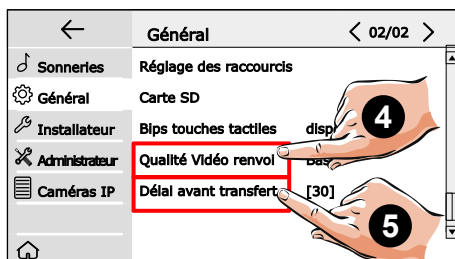 Général < 02/02 >
Sonneries Réglage des raccourcis
Général Carte SD
Installateur Bips touches tactiles disp
Administrateur Qualité Vidéo renvoi
Caméras IP Délai avant transfert [30]
4
5